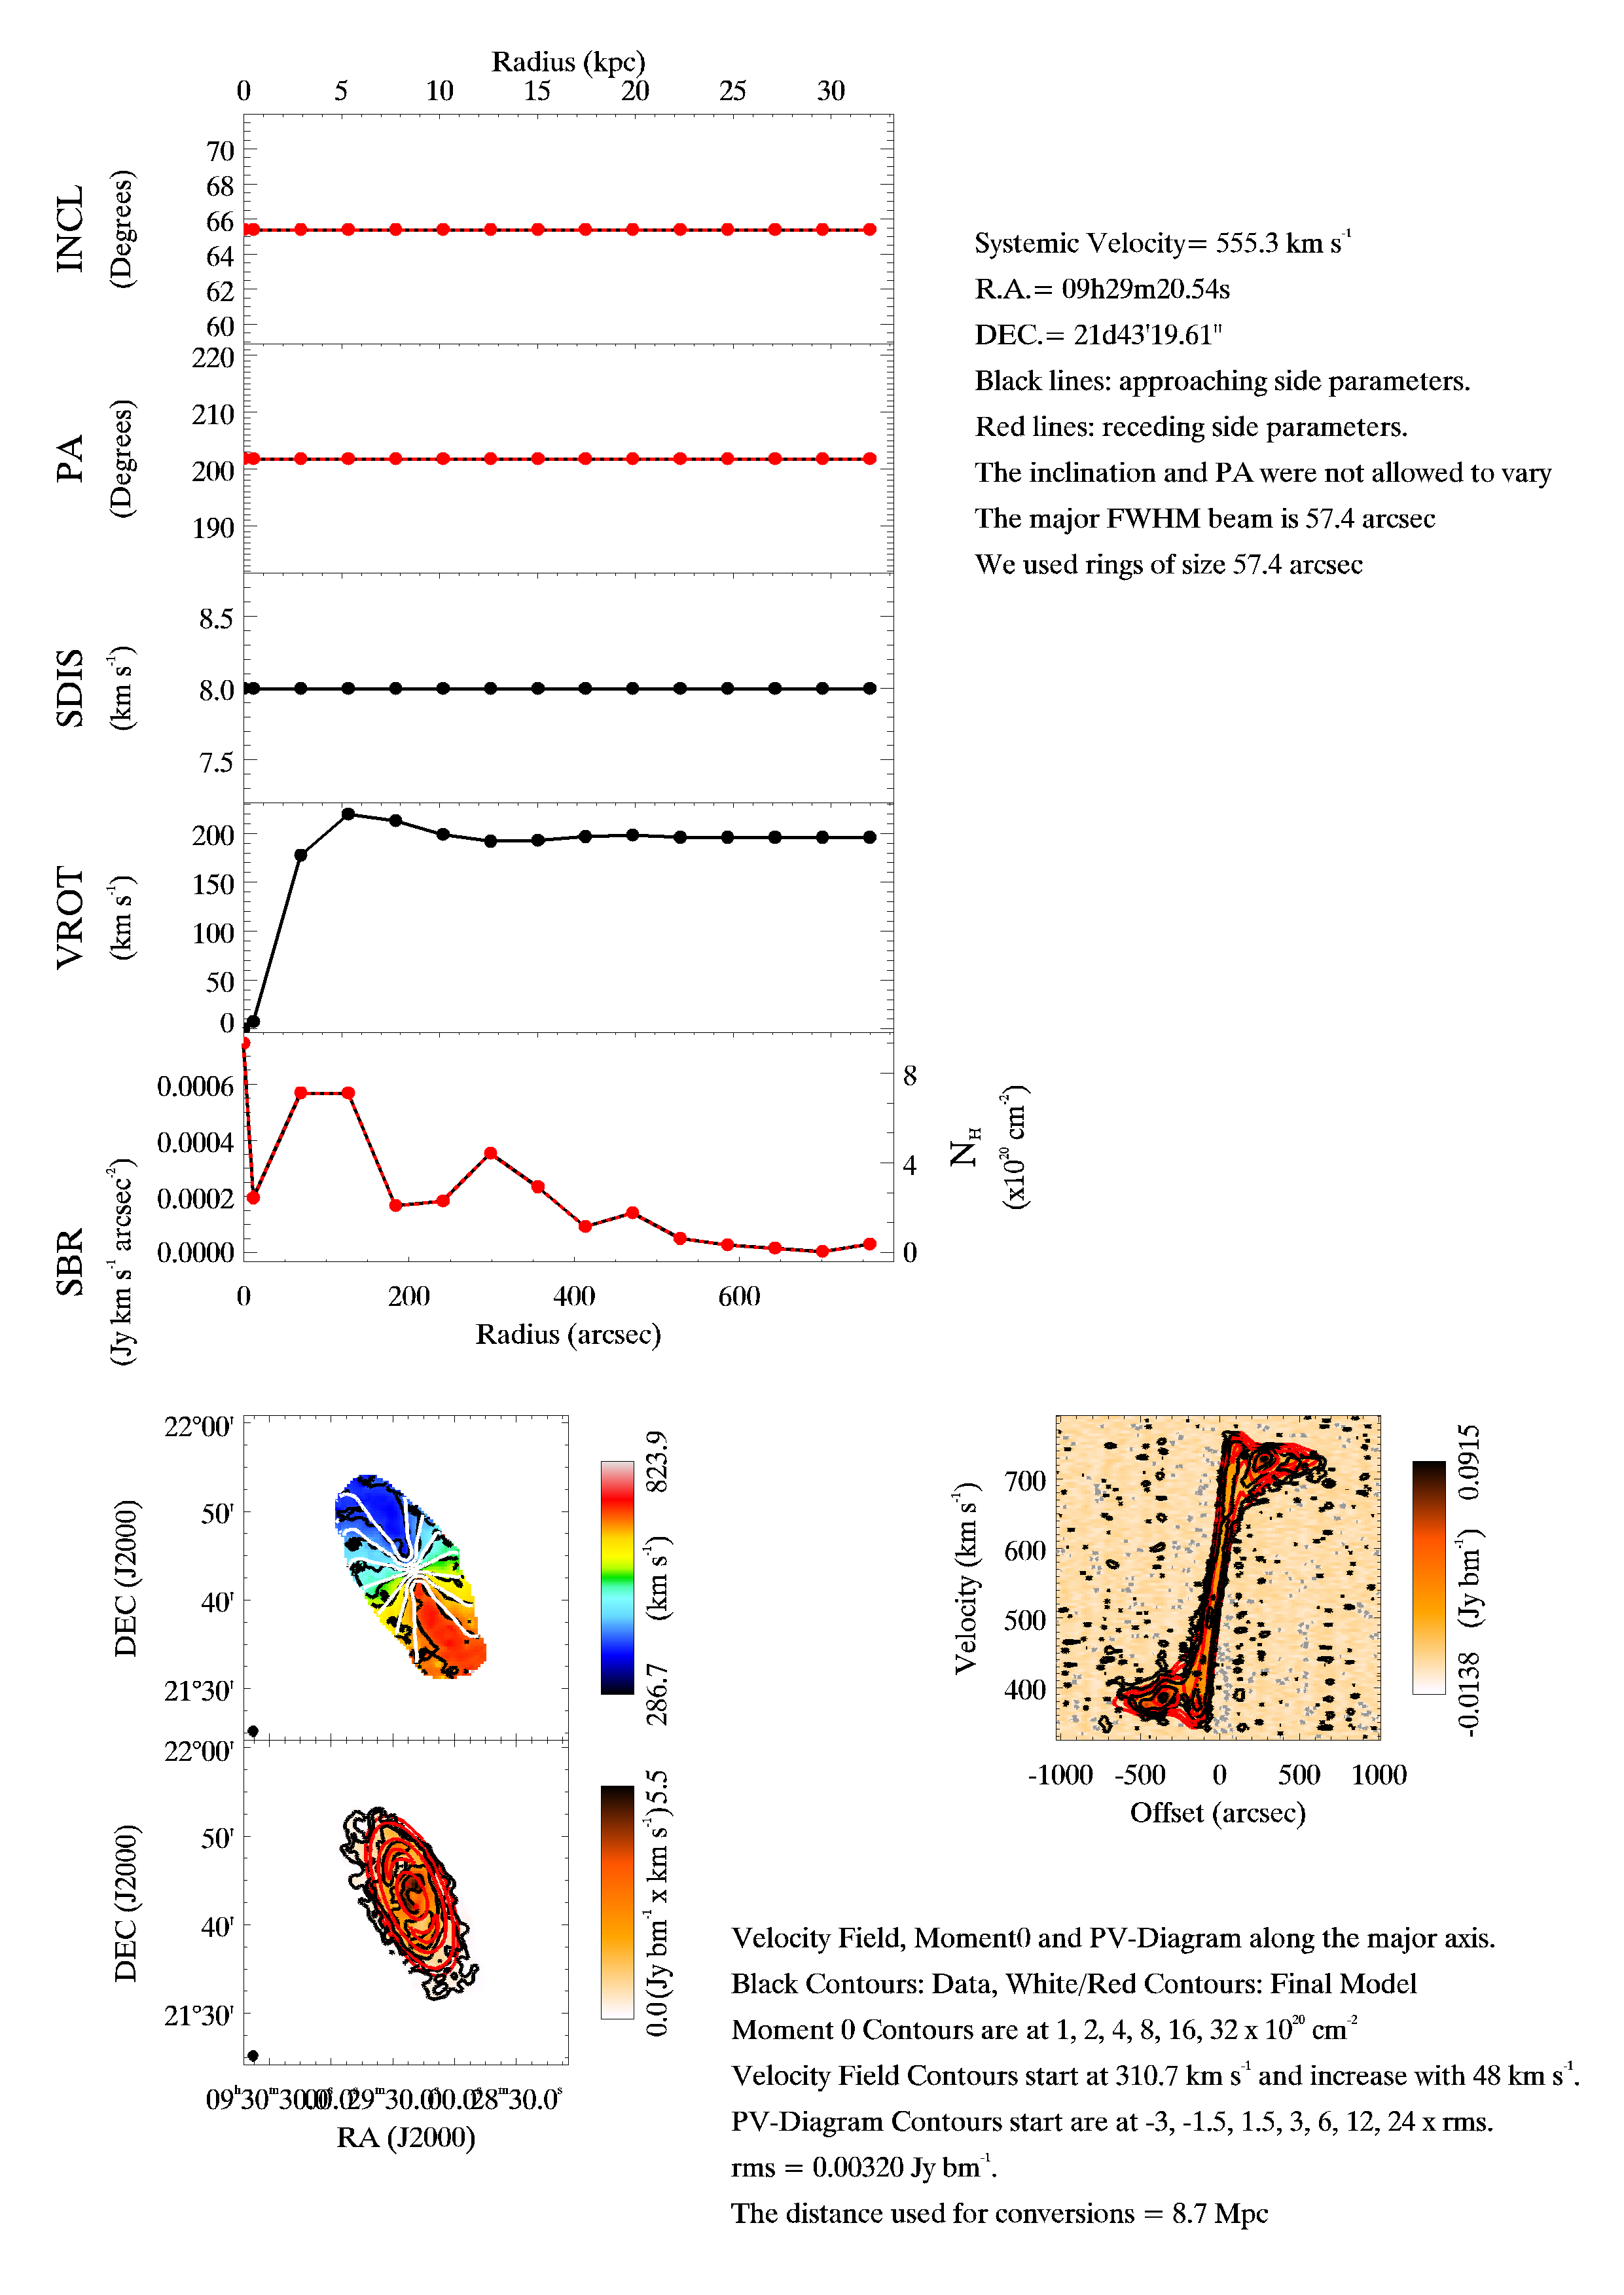 Radius (kpc)
0 5 10 15 20 25 30
INCL
(Degrees)
70
68
66
64
62
60
PA
(Degrees)
220
210
200
190
SDIS
(km s⁻¹)
8.5
8.0
7.5
VROT
(km s⁻¹)
200
150
100
50
0
SBR
(Jy km s⁻¹ arcsec⁻²)
0.0006
0.0004
0.0002
0.0000
8
4
0
N_H
(x10²⁰ cm⁻²)
0 200 400 600
Radius (arcsec)
Systemic Velocity= 555.3 km s⁻¹
R.A.= 09h29m20.54s
DEC.= 21d43'19.61"
Black lines: approaching side parameters.
Red lines: receding side parameters.
The inclination and PA were not allowed to vary
The major FWHM beam is 57.4 arcsec
We used rings of size 57.4 arcsec
DEC (J2000)
22°00'
50'
40'
21°30'
286.7 (km s⁻¹) 823.9
DEC (J2000)
22°00'
50'
40'
21°30'
0.0 (Jy bm⁻¹ x km s⁻¹) 5.5
RA (J2000)
Velocity (km s⁻¹)
700
600
500
400
-1000 -500 0 500 1000
Offset (arcsec)
-0.0138 (Jy bm⁻¹) 0.0915
Velocity Field, Moment0 and PV-Diagram along the major axis.
Black Contours: Data, White/Red Contours: Final Model
Moment 0 Contours are at 1, 2, 4, 8, 16, 32 x 10²⁰ cm⁻²
Velocity Field Contours start at 310.7 km s⁻¹ and increase with 48 km s⁻¹.
PV-Diagram Contours start are at -3, -1.5, 1.5, 3, 6, 12, 24 x rms.
rms = 0.00320 Jy bm⁻¹.
The distance used for conversions = 8.7 Mpc